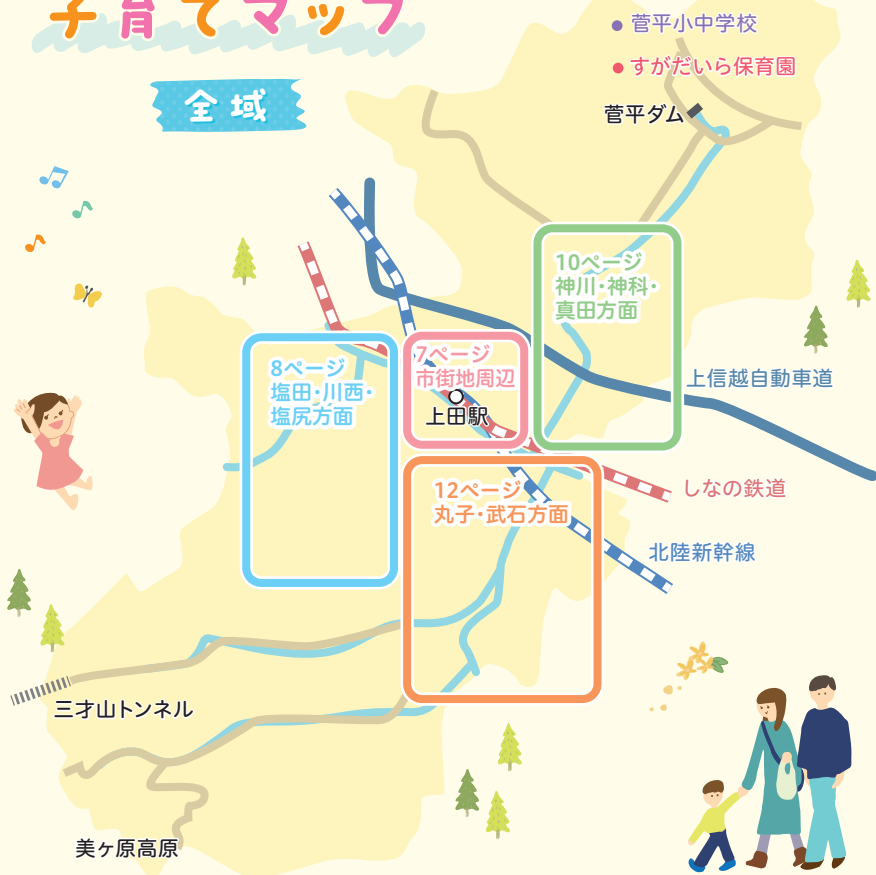 子育てマップ
全域
菅平小中学校
すがだいら保育園
菅平ダム
10ページ
神川・神科・
真田方面
7ページ
市街地周辺
上田駅
8ページ
塩田・川西・
塩尻方面
上信越自動車道
12ページ
丸子・武石方面
しなの鉄道
北陸新幹線
三才山トンネル
美ヶ原高原